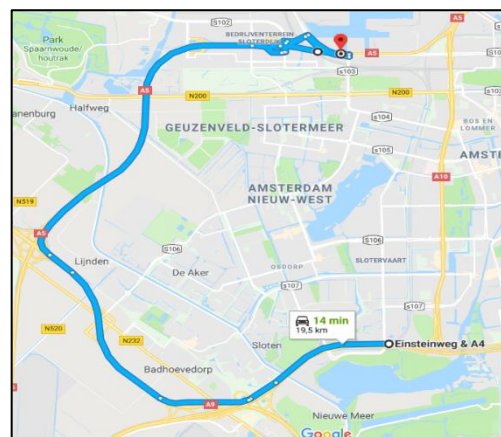 S102
BEDRIJVENTERREIN
SLOTERDIJK
A5
A5
Park
Spaarnwoude/
houtrak
S103
N200
N200
Halfweg
A5
S104
BOS EN
LOMMER
GEUZENVELD-SLOTERMEER
S105
A10
AMSTERDAM
NIEUW-WEST
AMST
N519
A5
S106
S106
Lijnden
De Aker
OSDORP
SLOTERVAART
S107
S107
N520
N232
14 min
19,5 km
Einsteinweg & A4
Sloten
Badhoevedorp
A9
Nieuwe Meer
Google